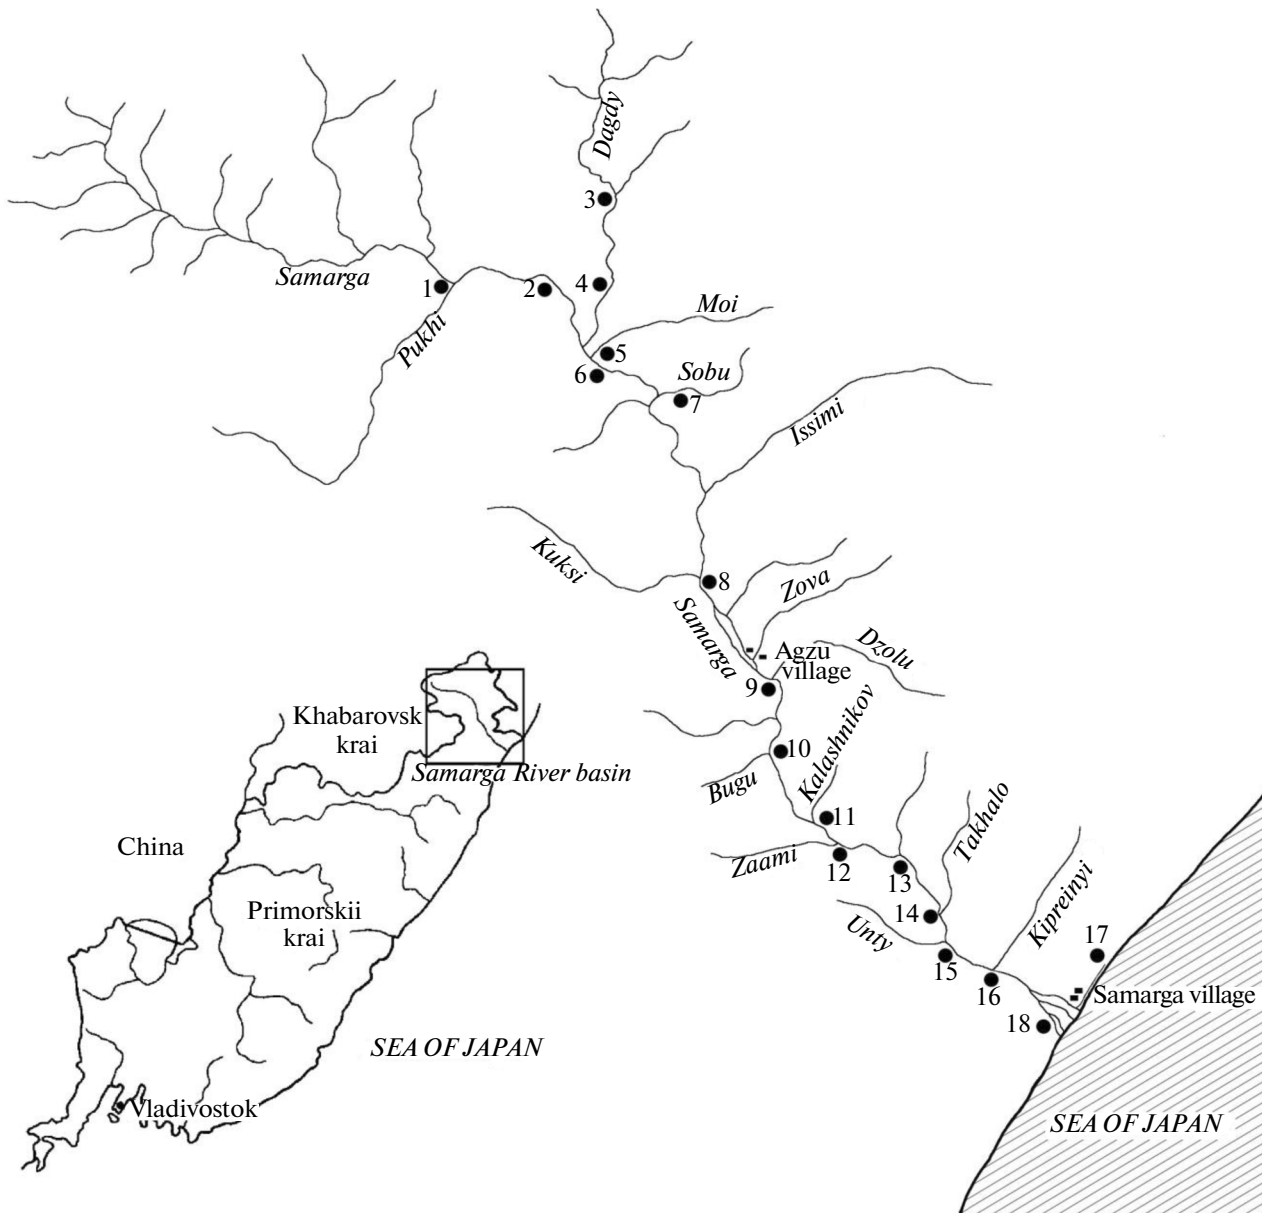 Dagdy
3
Samarga
1
2
4
Moi
Pukhi
5
6
Sobu
7
Issimi
Kuksi
8
Zova
Samarga
Dzolu
Agzu
village
9
Khabarovsk
krai
Kalashnikov
10
Samarga River basin
Bugu
11
Takhalo
China
Zaami
12
13
Primorskii
krai
14
Kipreinyi
Unty
17
15
16
Samarga village
18
SEA OF JAPAN
Vladivostok
SEA OF JAPAN